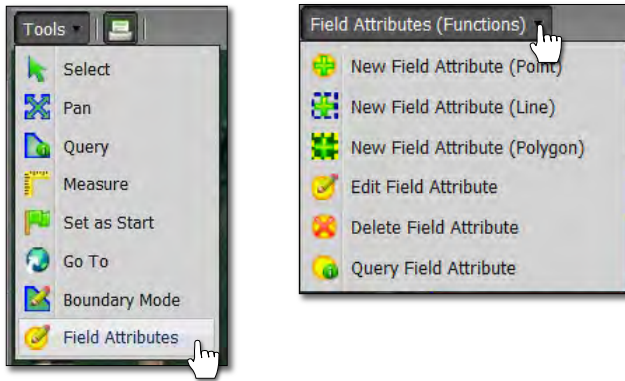 Tools
Select
Pan
Query
Measure
Set as Start
Go To
Boundary Mode
Field Attributes
Field Attributes (Functions)
New Field Attribute (Point)
New Field Attribute (Line)
New Field Attribute (Polygon)
Edit Field Attribute
Delete Field Attribute
Query Field Attribute